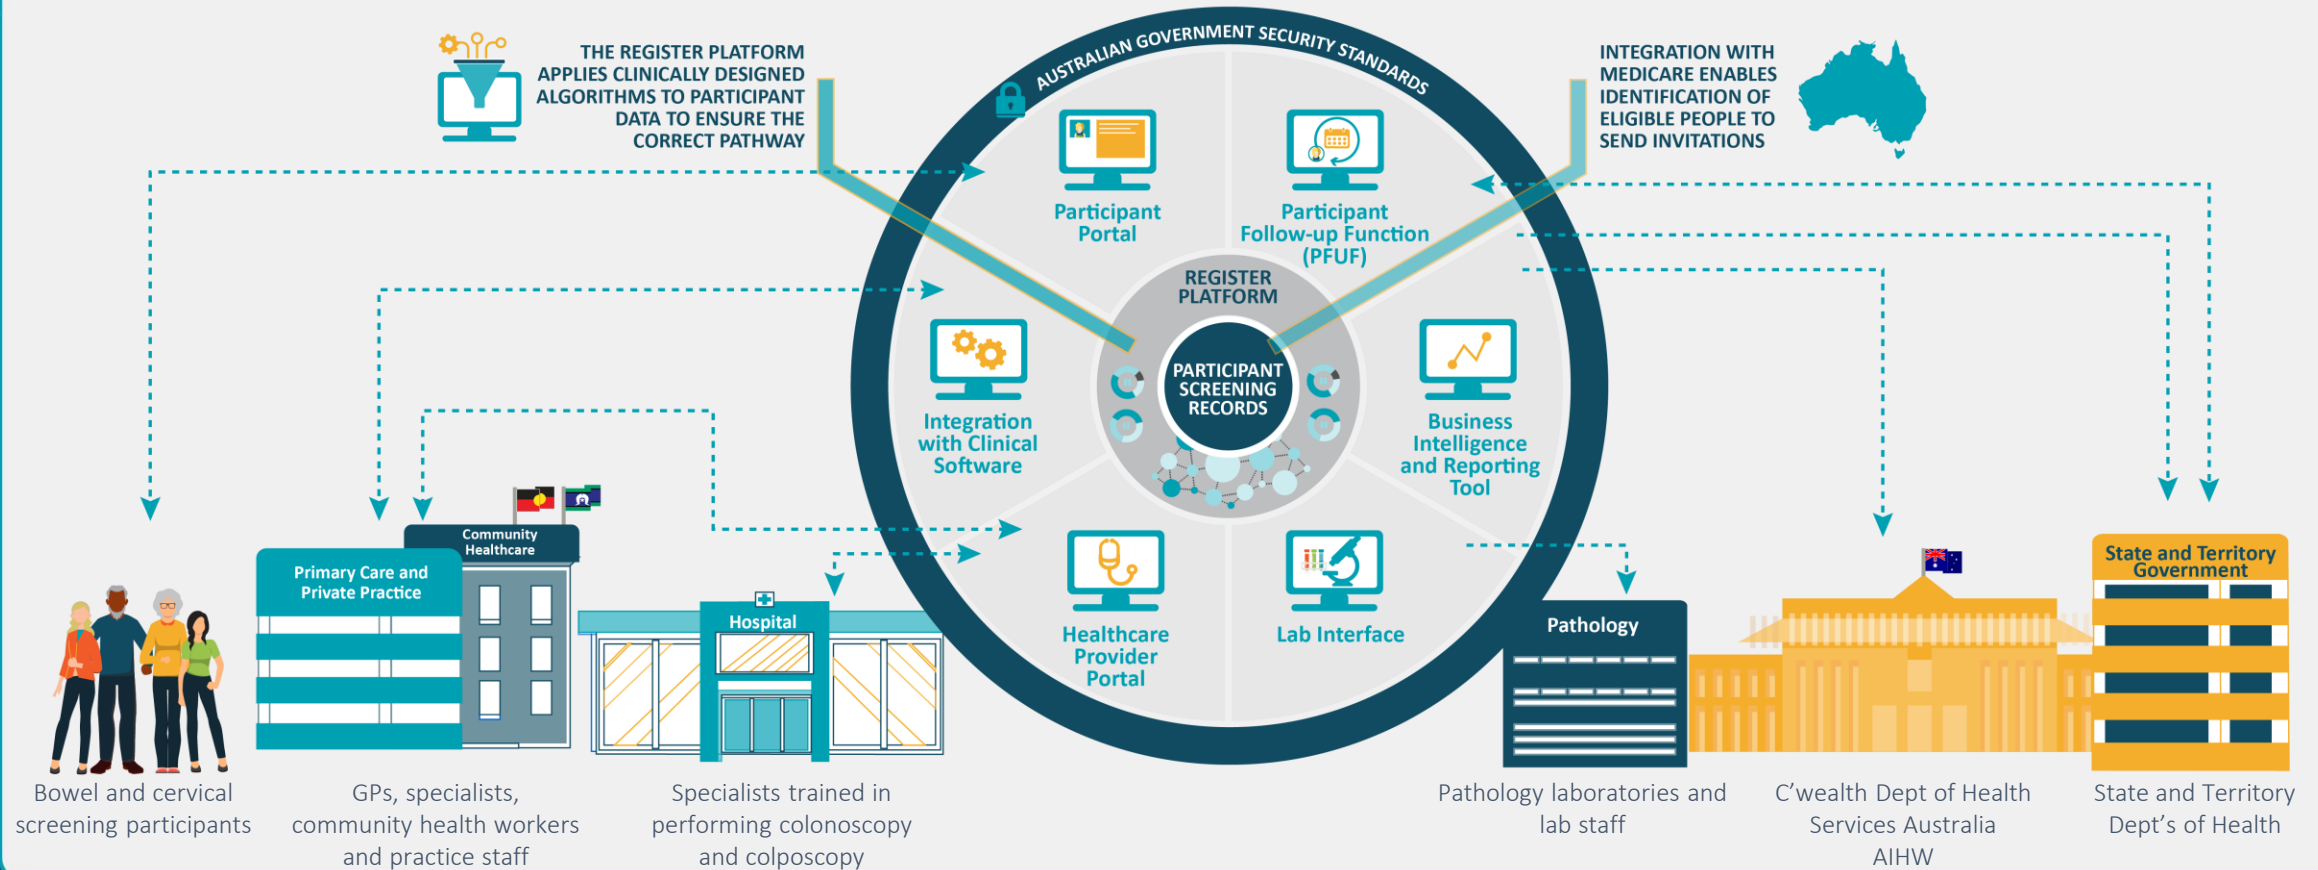 THE REGISTER PLATFORM
APPLIES CLINICALLY DESIGNED
ALGORITHMS TO PARTICIPANT
DATA TO ENSURE THE
CORRECT PATHWAY
AUSTRALIAN GOVERNMENT SECURITY STANDARDS
INTEGRATION WITH
MEDICARE ENABLES
IDENTIFICATION OF
ELIGIBLE PEOPLE TO
SEND INVITATIONS
Participant
Portal
Participant
Follow-up Function
(PFUF)
REGISTER
PLATFORM
PARTICIPANT
SCREENING
RECORDS
Integration
with Clinical
Software
Business
Intelligence
and Reporting
Tool
Healthcare
Provider
Portal
Lab Interface
Community
Healthcare
Primary Care and
Private Practice
Hospital
Pathology
State and Territory
Government
Bowel and cervical
screening participants
GPs, specialists,
community health workers
and practice staff
Specialists trained in
performing colonoscopy
and colposcopy
Pathology laboratories and
lab staff
C'wealth Dept of Health
Services Australia
AIHW
State and Territory
Dept's of Health